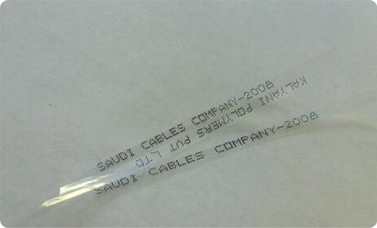 SAUDI CABLES COMPANY-2008
KALYANI POLYMERS PVT LTD
SAUDI CABLES COMPANY-2008